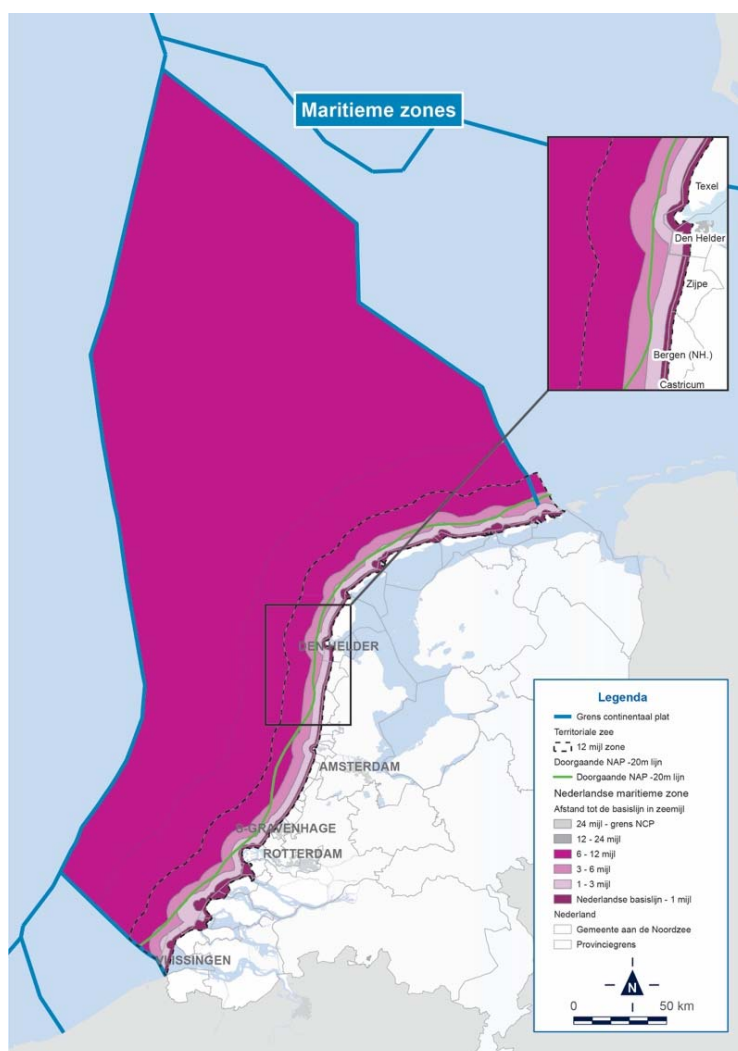 Maritieme zones
Texel
Den Helder
Zijpe
Bergen (NH.)
Castricum
DEN HELDER
AMSTERDAM
S-GRAVENHAGE
ROTTERDAM
VLISSINGEN
Legenda
Grens continentaal plat
Territoriale zee
12 mijl zone
Doorgaande NAP -20m lijn
Doorgaande NAP -20m lijn
Nederlandse maritieme zone
Afstand tot de basislijn in zeemijl
24 mijl - grens NCP
12 - 24 mijl
6 - 12 mijl
3 - 6 mijl
1 - 3 mijl
Nederlandse basislijn - 1 mijl
Nederland
Gemeente aan de Noordzee
Provinciegrens
N
0 50 km